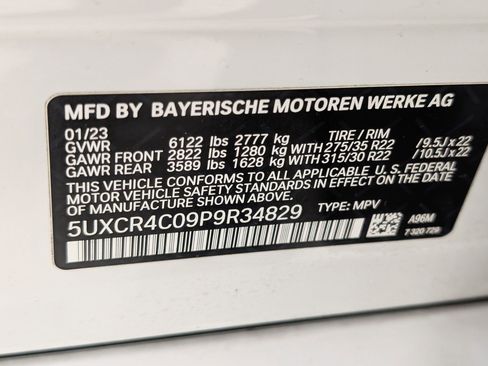 MFD BY BAYERISCHE MOTOREN WERKE AG
01/23 TIRE / RIM
GVWR 6122 lbs 2777 kg
GAWR FRONT 2822 lbs 1280 kg WITH 275/35 R22 /9.5J x 22
GAWR REAR 3589 lbs 1628 kg WITH 315/30 R22 /10.5J x 22
THIS VEHICLE CONFORMS TO ALL APPLICABLE U.S. FEDERAL
MOTOR VEHICLE SAFETY AND THEFT PREVENTION
STANDARDS IN EFFECT ON THE DATE OF MANUFACTURE SHOWN ABOVE.
5UXCR4C09P9R34829 TYPE: MPV
A96M
7 320 729